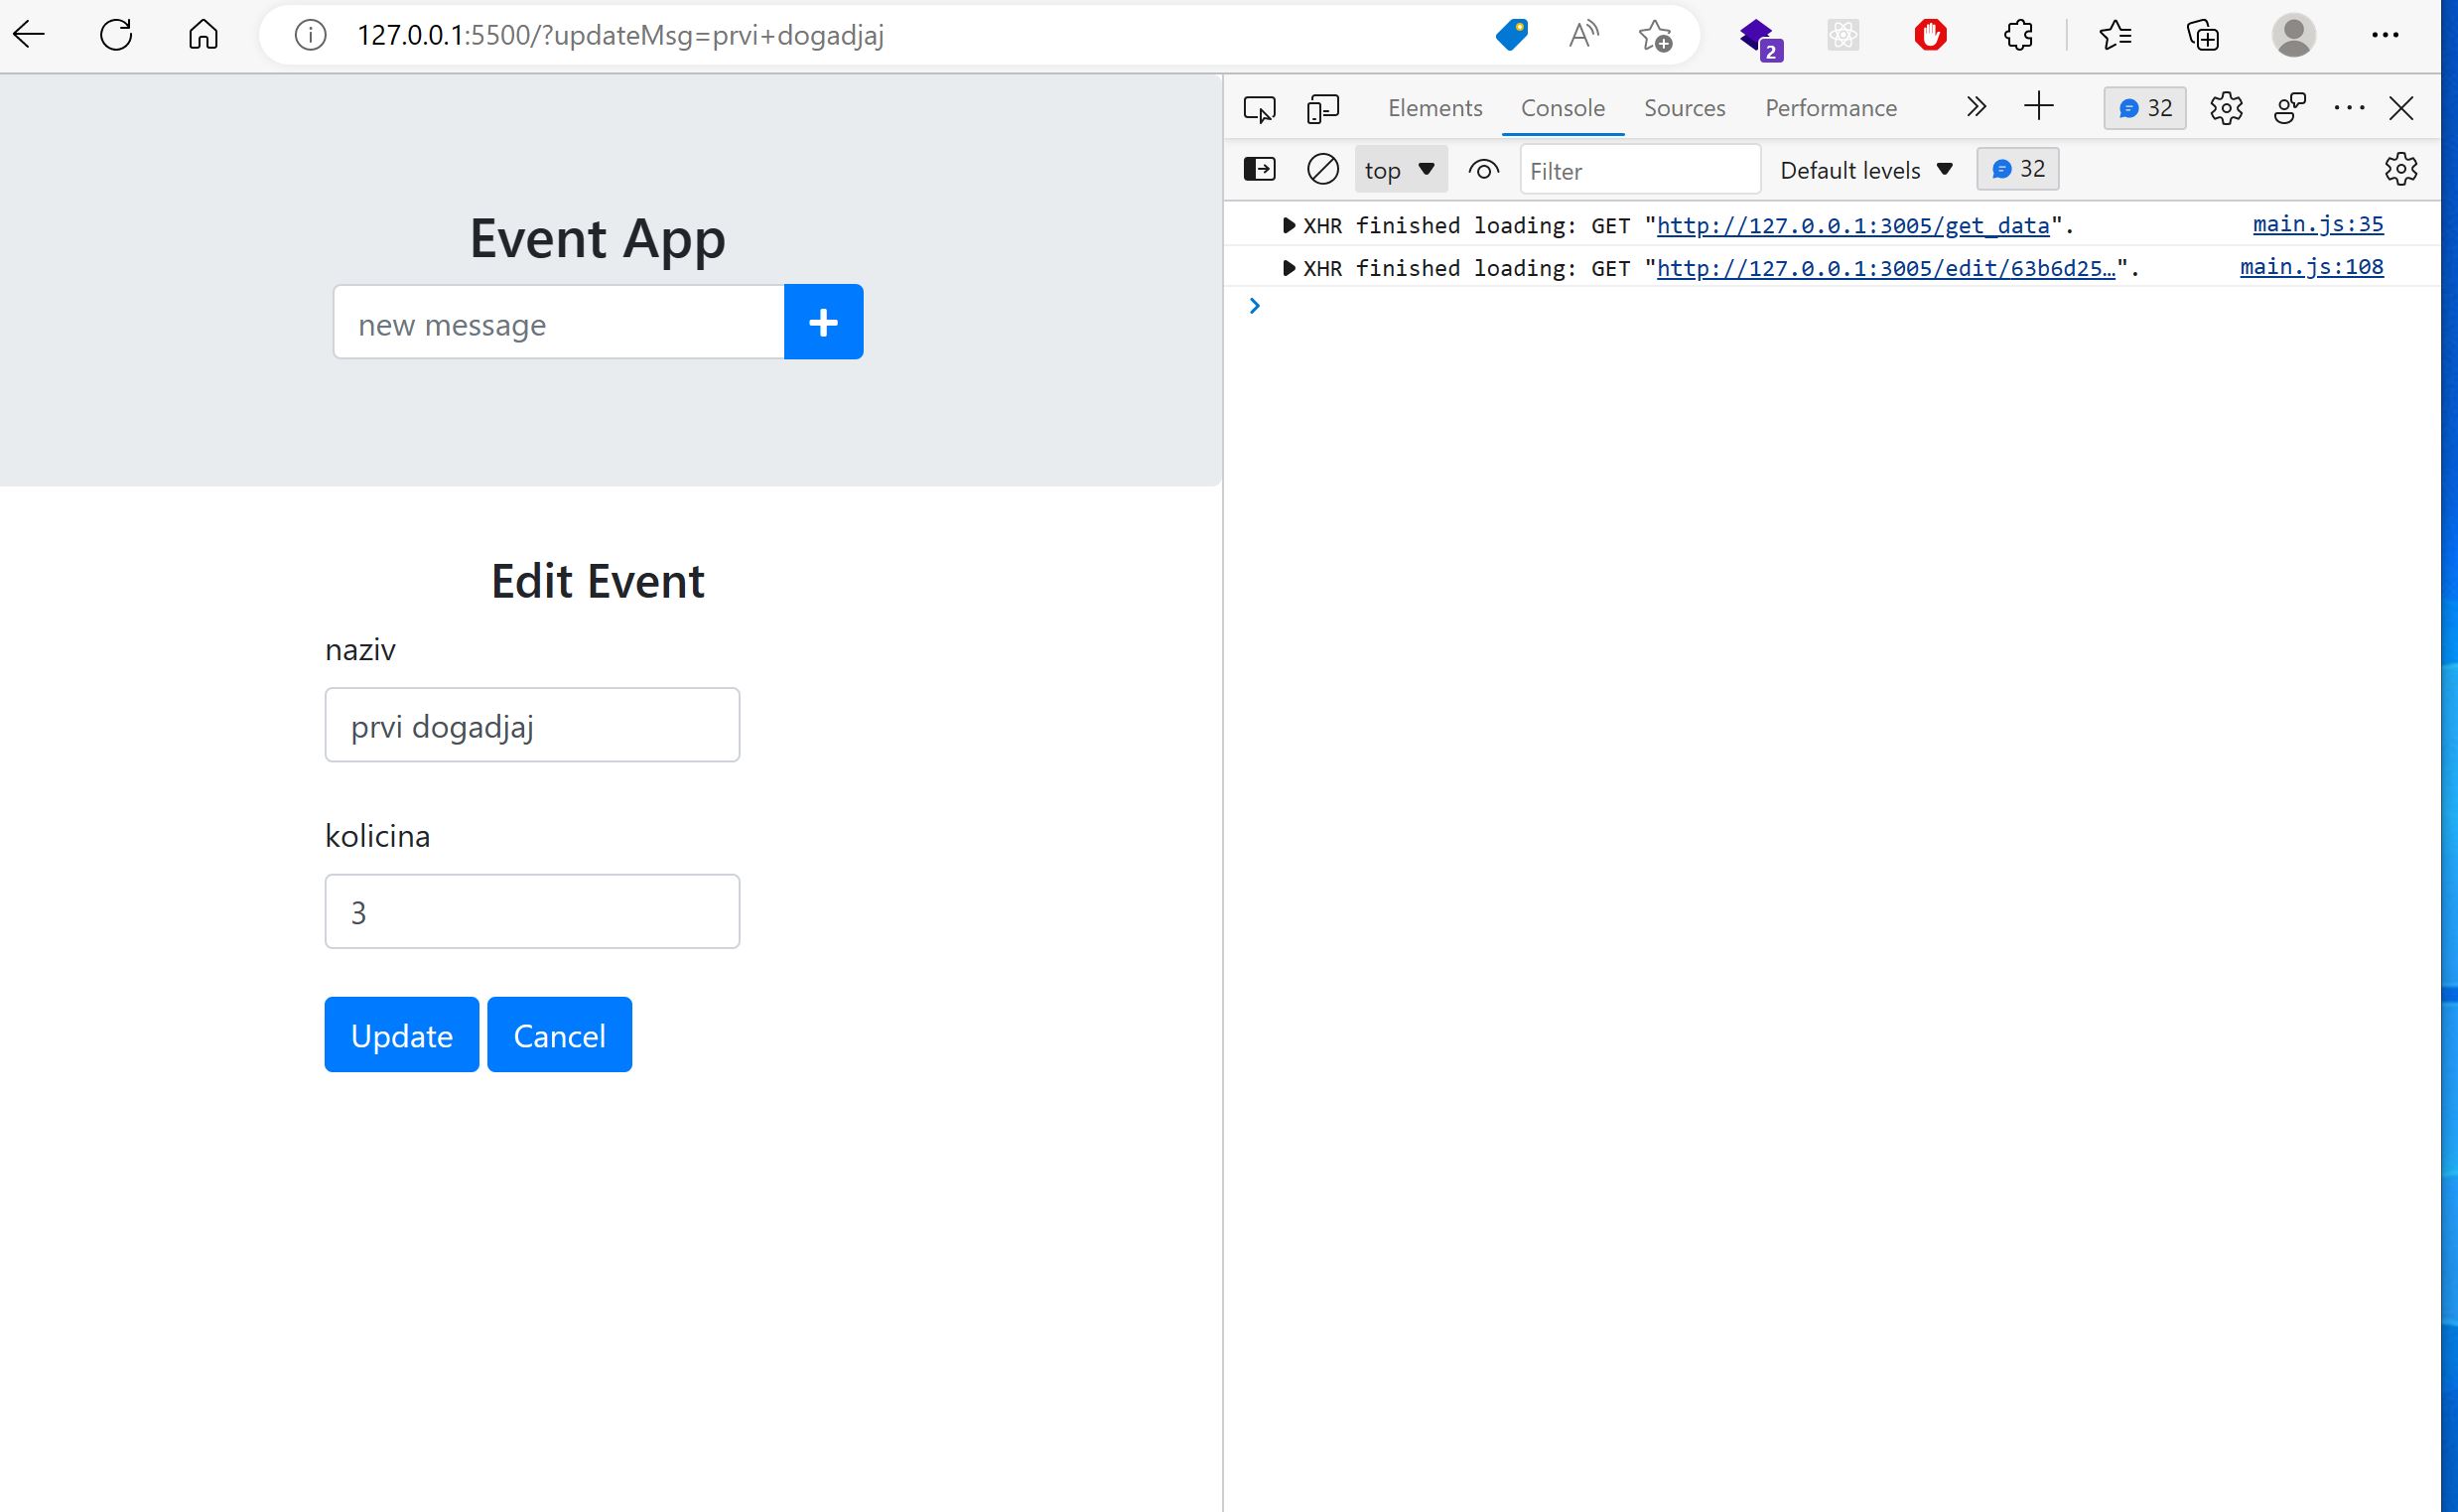 127.0.0.1:5500/?updateMsg=prvi+dogadjaj
2
Event App
new message
Edit Event
naziv
prvi dogadjaj
kolicina
3
Update Cancel
Elements Console Sources Performance 32
top Filter Default levels 32
XHR finished loading: GET "http://127.0.0.1:3005/get_data". main.js:35
XHR finished loading: GET "http://127.0.0.1:3005/edit/63b6d25…". main.js:108